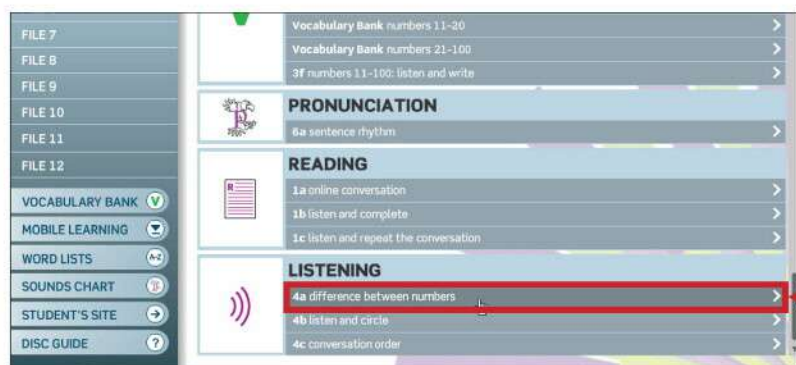 FILE 7
FILE 8
FILE 9
FILE 10
FILE 11
FILE 12
VOCABULARY BANK V
MOBILE LEARNING
WORD LISTS A-Z
SOUNDS CHART
STUDENT'S SITE
DISC GUIDE ?
Vocabulary Bank numbers 11-20
Vocabulary Bank numbers 21-100
3f numbers 11-100: listen and write
PRONUNCIATION
6a sentence rhythm
R
READING
1a online conversation
1b listen and complete
1c listen and repeat the conversation
LISTENING
4a difference between numbers
4b listen and circle
4c conversation order